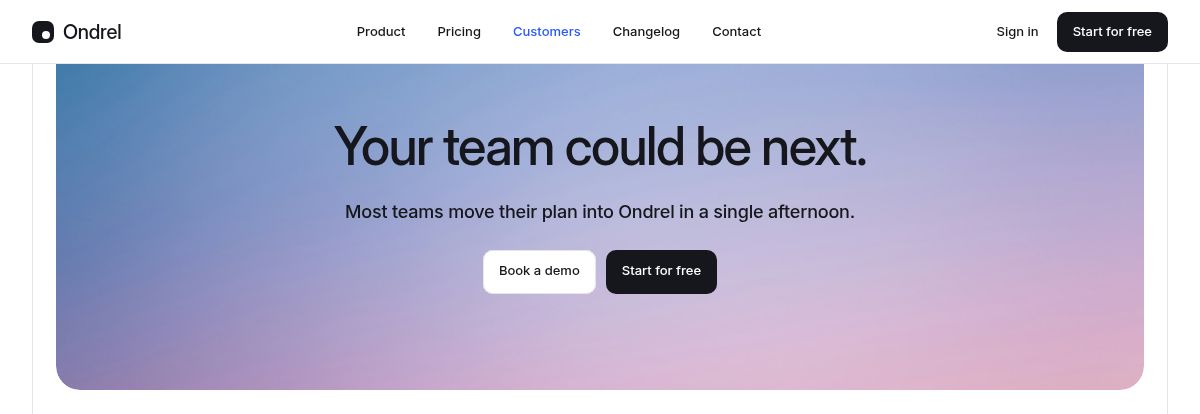 Ondrel
Product
Pricing
Customers
Changelog
Contact
Sign in
Start for free
Your team could be next.
Most teams move their plan into Ondrel in a single afternoon.
Book a demo
Start for free